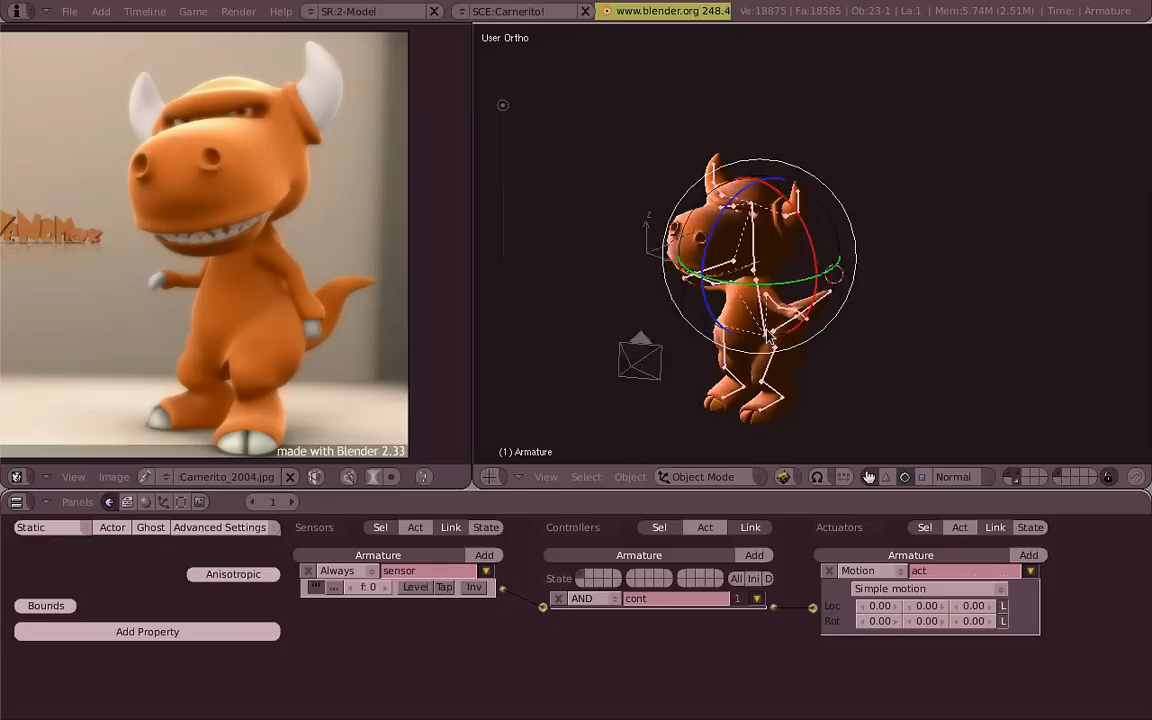 File Add Timeline Game Render Help SR:2-Model SCE:Carnerito! www.blender.org 248.4 Ve:18875 | Fa:18585 | Ob:23-1 | La:1 | Mem:5.74M (2.51M) | Time: | Armature
User Ortho
z
made with Blender 2.33
(1) Armature
View Image :Carnerito_2004.jpg View Select Object Object Mode Normal
Panels 1
Static Actor Ghost Advanced Settings Sensors Sel Act Link State Controllers Sel Act Link Actuators Sel Act Link State
Armature Add Armature Add Armature Add
Anisotropic X Always sensor State All Ini D X Motion act
f: 0 Level Tap Inv X AND cont 1 Simple motion
Bounds Loc 0.00 0.00 0.00 L
Rot 0.00 0.00 0.00 L
Add Property